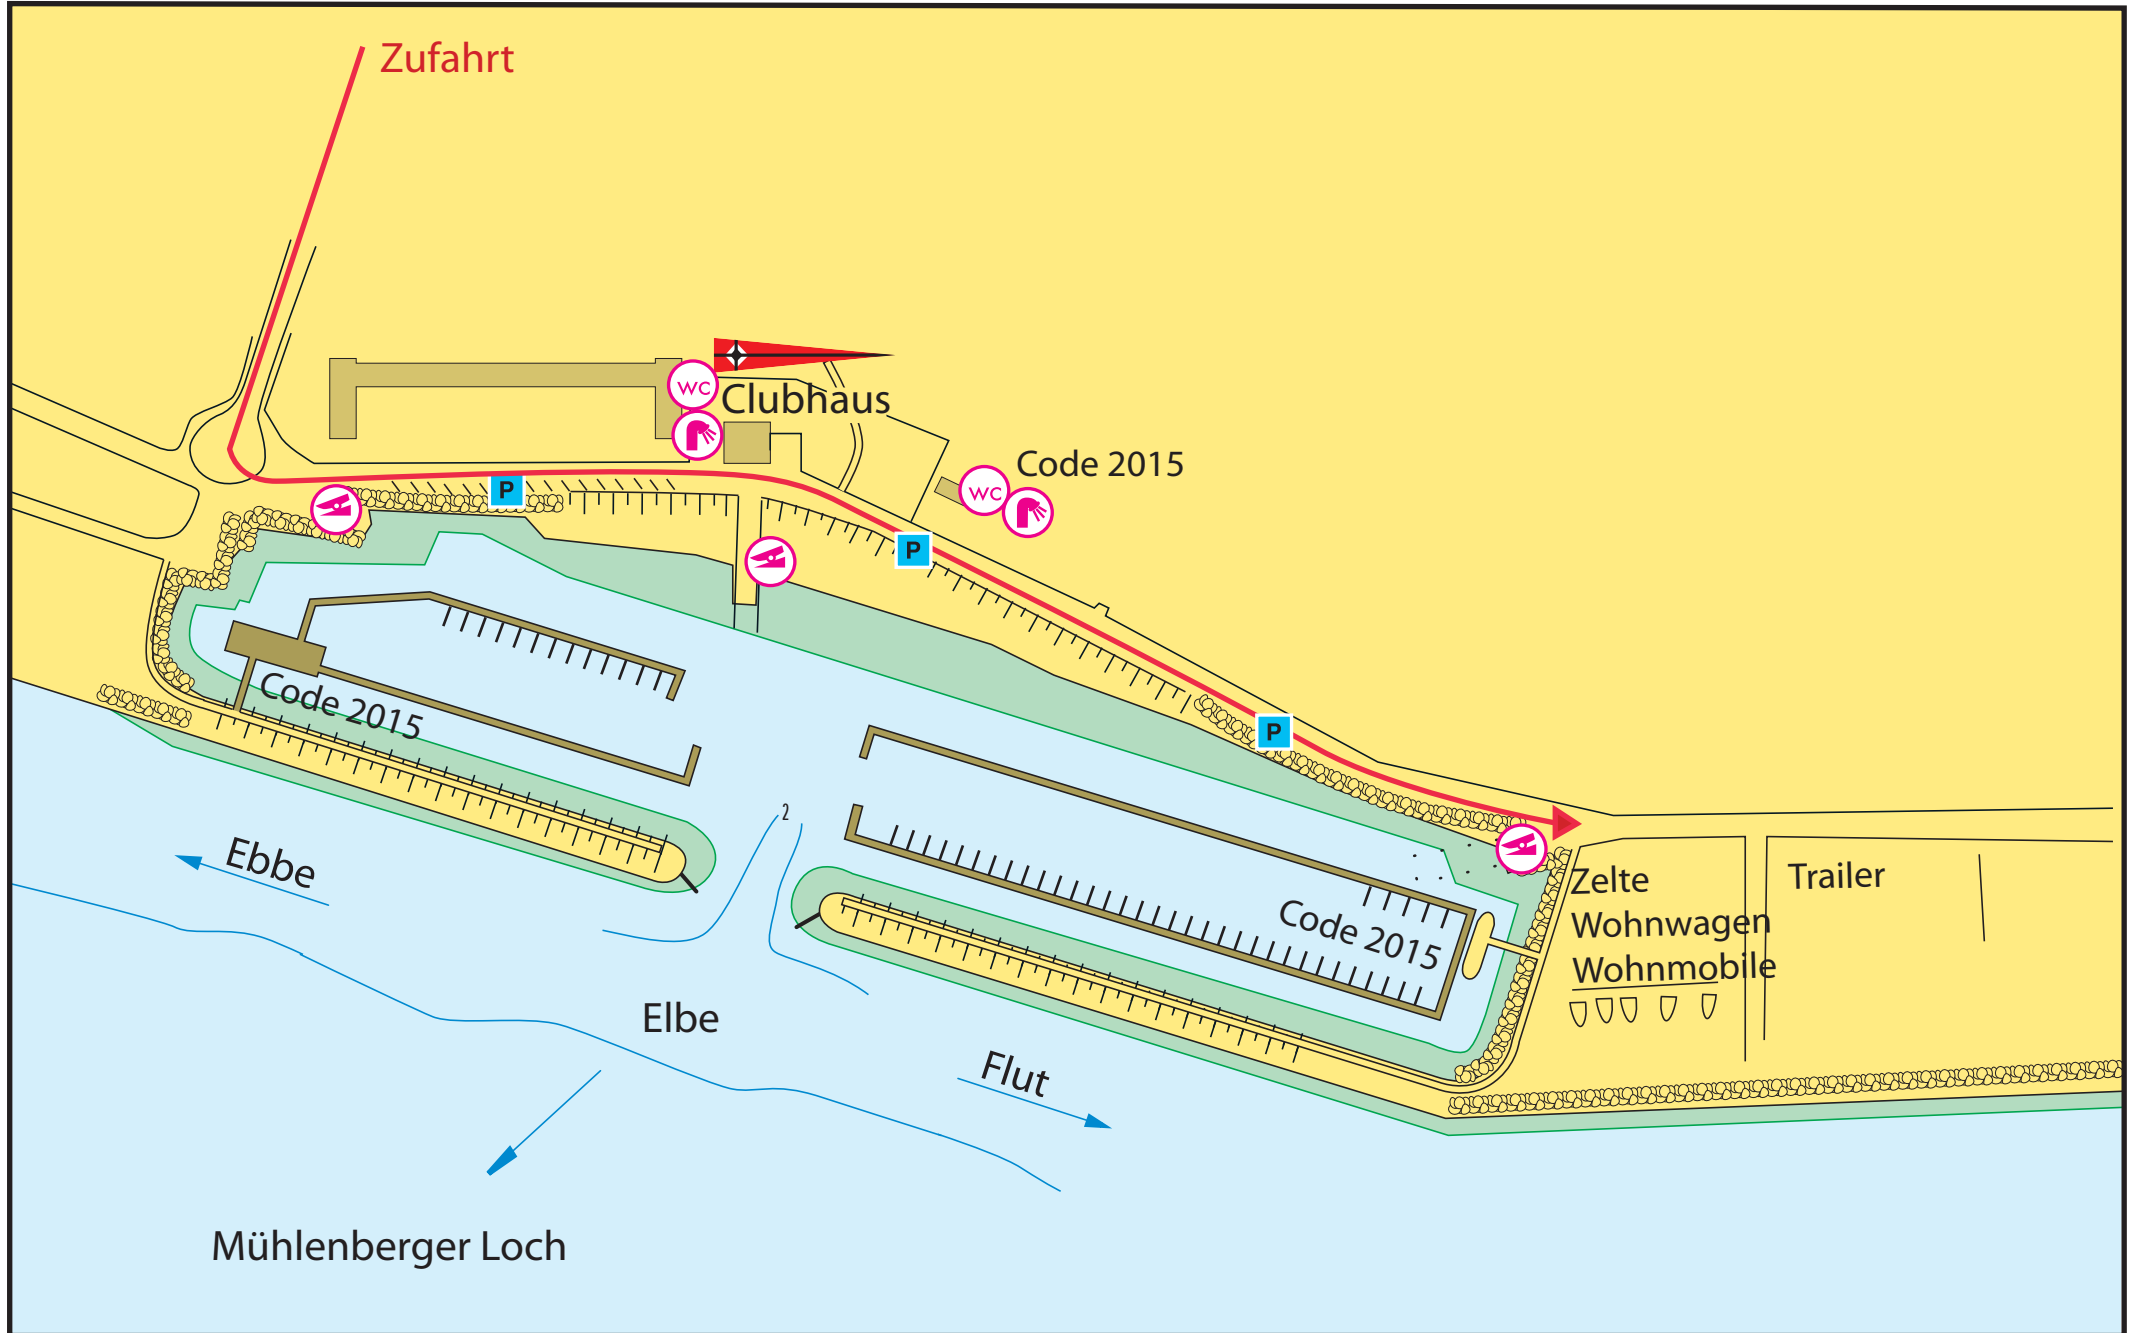 Zufahrt
WC
Clubhaus
Code 2015
WC
P
P
P
Code 2015
2
Ebbe
Zelte
Wohnwagen
Wohnmobile
Trailer
Code 2015
Elbe
Flut
Mühlenberger Loch